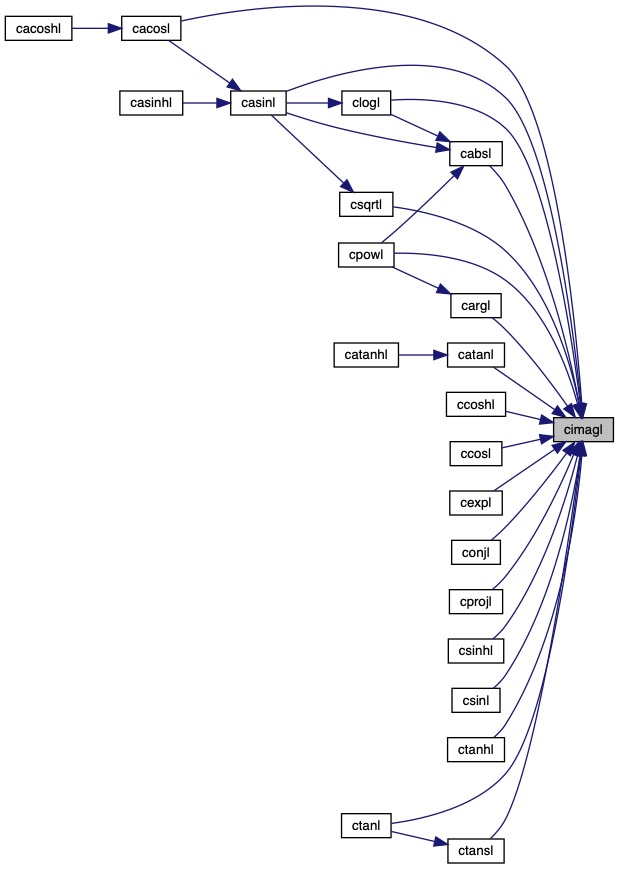 cacoshl
cacosl
casinhl
casinl
clogl
cabsl
csqrtl
cpowl
cargl
catanhl
catanl
ccoshl
cimagl
ccosl
cexpl
conjl
cprojl
csinhl
csinl
ctanhl
ctanl
ctansl